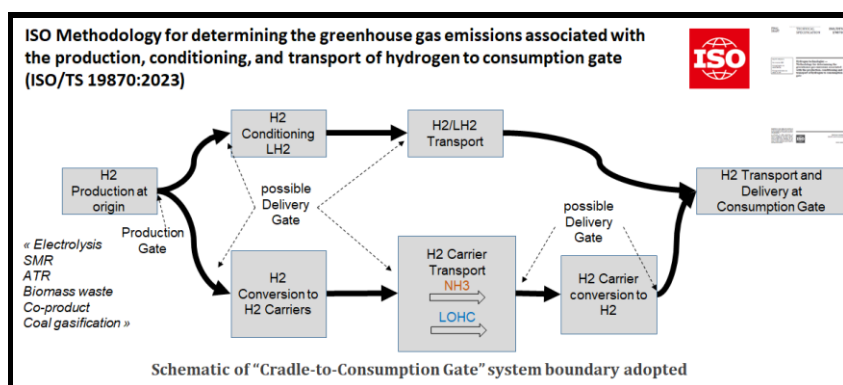 ISO Methodology for determining the greenhouse gas emissions associated with
the production, conditioning, and transport of hydrogen to consumption gate
(ISO/TS 19870:2023)
ISO
H2
Conditioning
LH2
H2/LH2
Transport
H2
Production at
origin
H2 Transport and
Delivery at
Consumption Gate
possible
Delivery
Gate
possible
Delivery
Gate
Production
Gate
« Electrolysis
SMR
ATR
Biomass waste
Co-product
Coal gasification »
H2
Conversion to
H2 Carriers
H2 Carrier
Transport
NH3
LOHC
H2 Carrier
conversion to
H2
Schematic of "Cradle-to-Consumption Gate" system boundary adopted